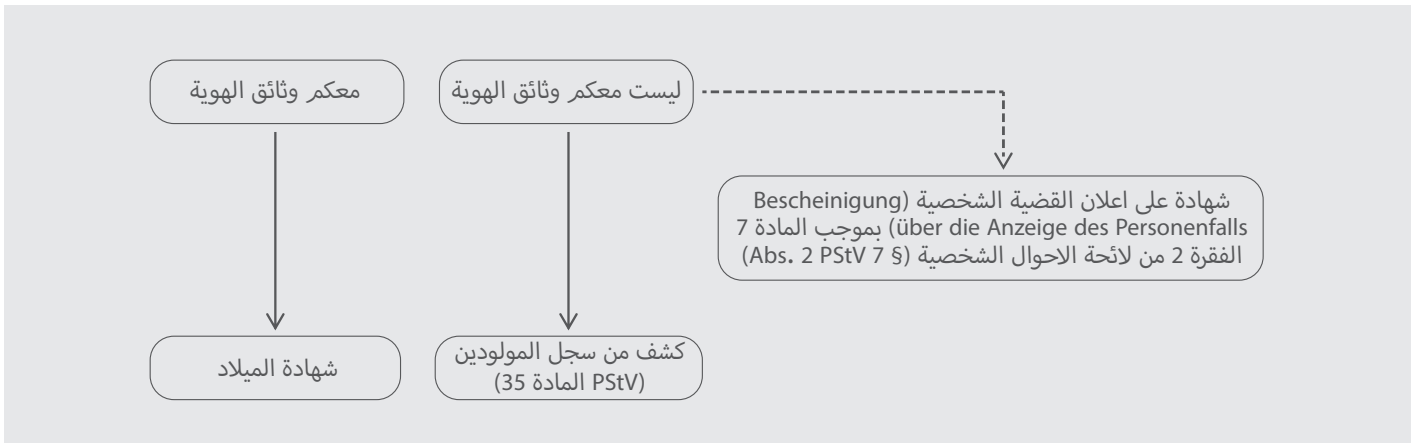 معكم وثائق الهوية
ليست معكم وثائق الهوية
شهادة على اعلان القضية الشخصية (Bescheinigung
über die Anzeige des Personenfalls) بموجب المادة 7
الفقرة 2 من لائحة الاحوال الشخصية (§ 7 Abs. 2 PStV)
شهادة الميلاد
كشف من سجل المولودين
(PStV المادة 35)